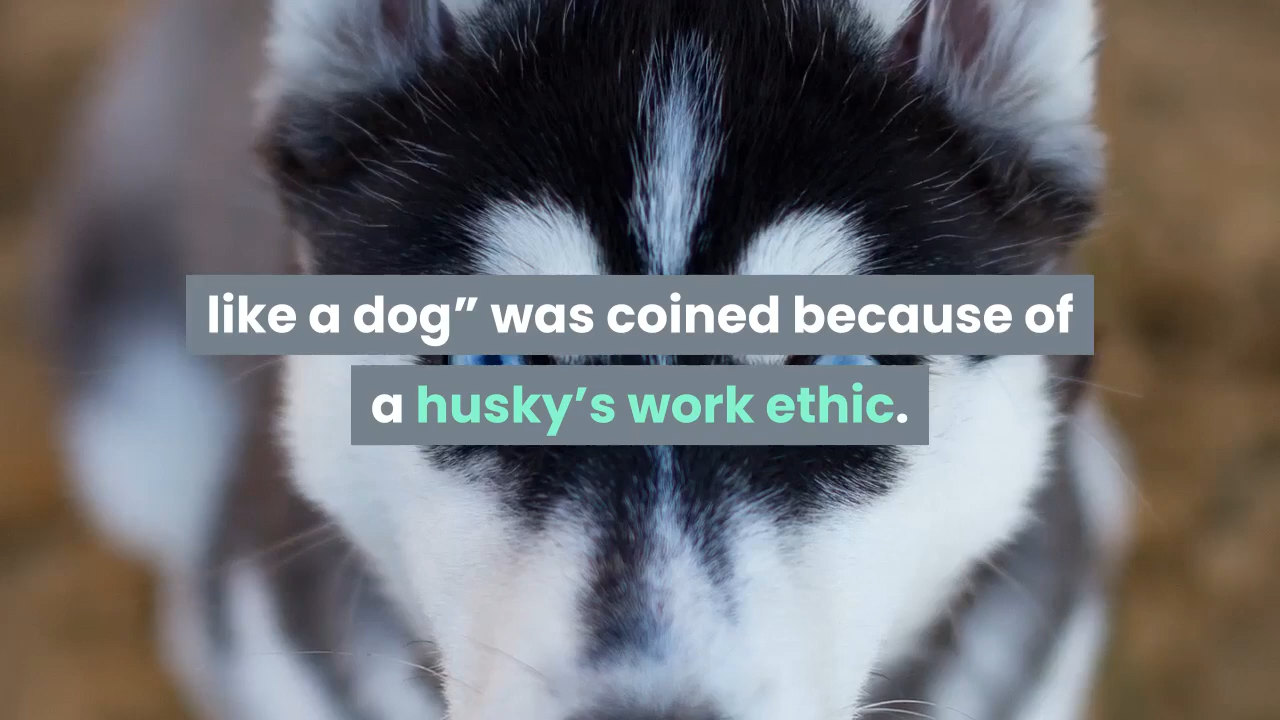 like a dog” was coined because of
a husky’s work ethic.